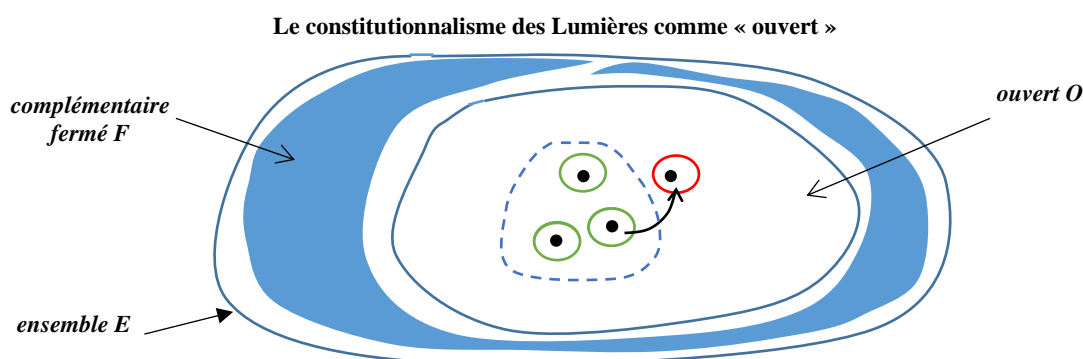 Le constitutionnalisme des Lumières comme « ouvert »
complémentaire
fermé F
ouvert O
ensemble E